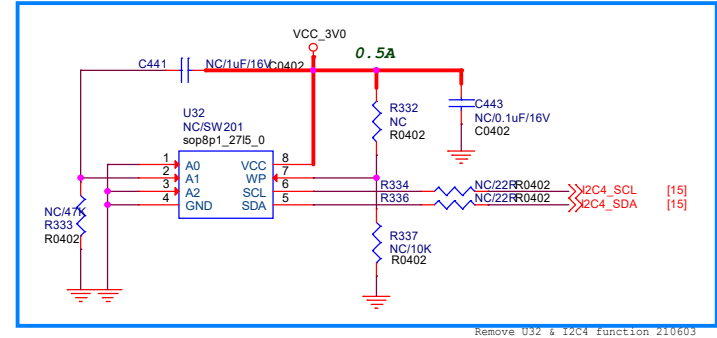 VCC_3V0
0.5A
C441
NC/1uF/16V
C0402
R332
NC
R0402
C443
NC/0.1uF/16V
C0402
U32
NC/SW201
sop8p1_27l5_0
1 A0 VCC 8
2 A1 WP 7
3 A2 SCL 6
4 GND SDA 5
R334 NC/22R R0402 I2C4_SCL [15]
R336 NC/22R R0402 I2C4_SDA [15]
NC/47K
R333
R0402
R337
NC/10K
R0402
Remove U32 & I2C4 function 210603